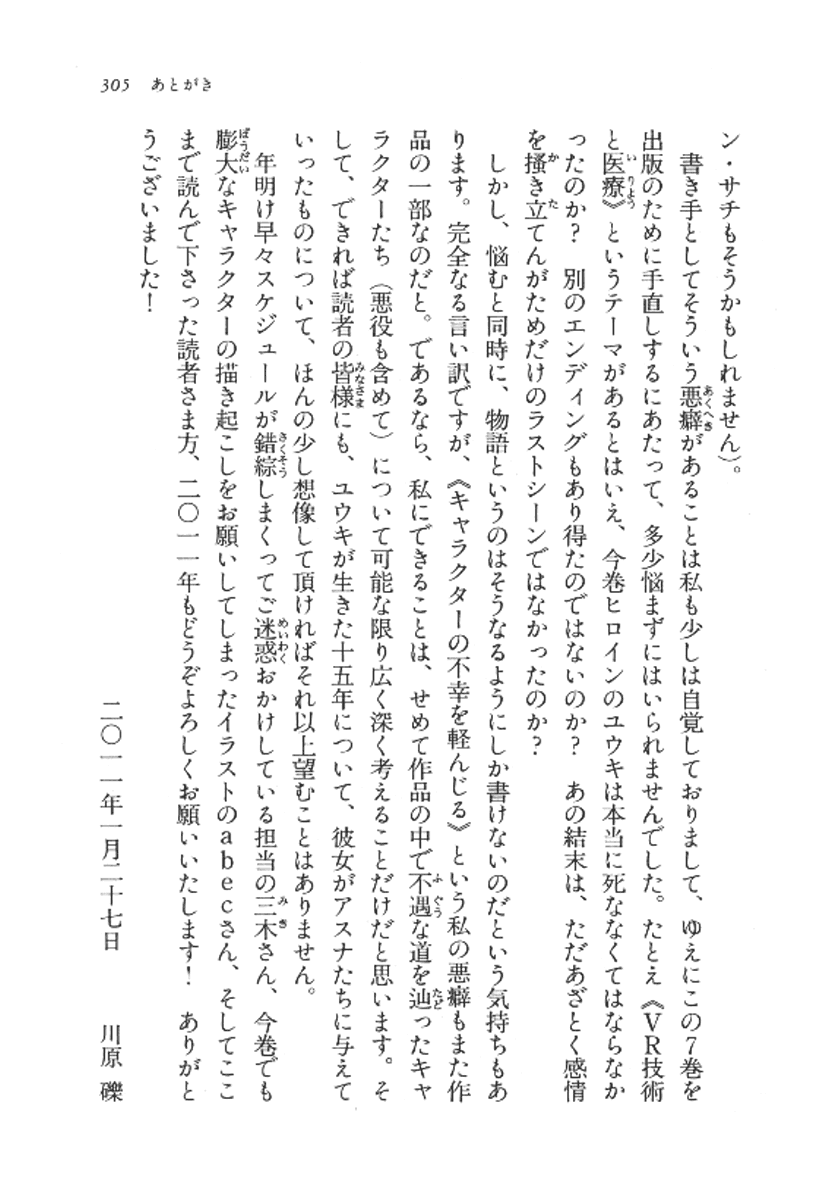 305 あとがき
ン・サチもそうかもしれません）。
書き手としてそういう悪癖があることは私も少しは自覚しておりまして、ゆえにこの7巻を
出版のために手直しするにあたって、多少悩まずにはいられませんでした。たとえ《VR技術
と医療》というテーマがあるとはいえ、今巻ヒロインのユウキは本当に死ななくてはならなか
ったのか？　別のエンディングもあり得たのではないのか？　あの結末は、ただあざとく感情
を掻き立てんがためだけのラストシーンではなかったのか？
しかし、悩むと同時に、物語というのはそうなるようにしか書けないのだという気持ちもあ
ります。完全なる言い訳ですが、《キャラクターの不幸を軽んじる》という私の悪癖もまた作
品の一部なのだと。であるなら、私にできることは、せめて作品の中で不遇な道を辿ったキャ
ラクターたち（悪役も含めて）について可能な限り広く深く考えることだけだと思います。そ
して、できれば読者の皆様にも、ユウキが生きた十五年について、彼女がアスナたちに与えて
いったものについて、ほんの少し想像して頂ければそれ以上望むことはありません。
年明け早々スケジュールが錯綜しまくってご迷惑おかけしている担当の三木さん、今巻でも
膨大なキャラクターの描き起こしをお願いしてしまったイラストのabecさん、そしてここ
まで読んで下さった読者さま方、二〇一一年もどうぞよろしくお願いいたします！　ありがと
うございました！
二〇一一年一月二十七日　川原 礫